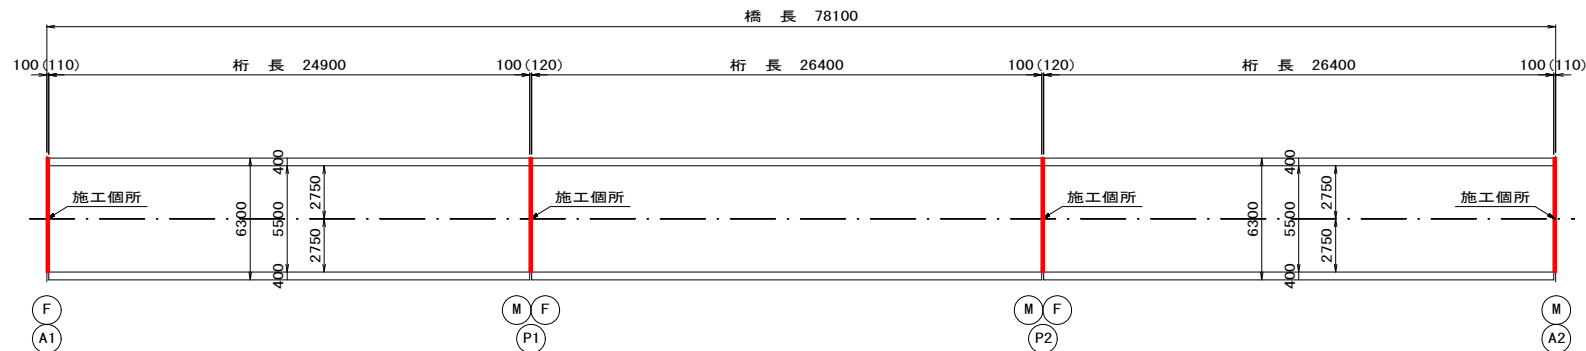 橋 長 78100
100(110) 桁 長 24900 100(120) 桁 長 26400 100(120) 桁 長 26400 100(110)
400 400
2750 2750
施工個所 施工個所 施工個所 施工個所
6300 5500 6300 5500
2750 2750
400 400
F M F M F M
A1 P1 P2 A2